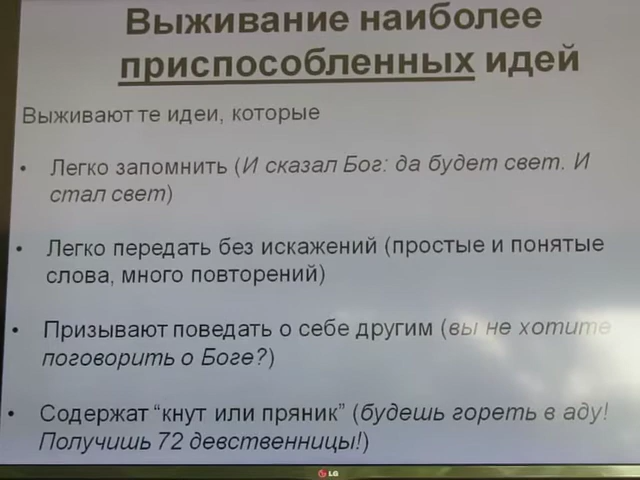 Выживание наиболее
приспособленных идей
Выживают те идеи, которые
• Легко запомнить (И сказал Бог: да будет свет. И
стал свет)
• Легко передать без искажений (простые и понятые
слова, много повторений)
• Призывают поведать о себе другим (вы не хотите
поговорить о Боге?)
• Содержат “кнут или пряник” (будешь гореть в аду!
Получишь 72 девственницы!)
LG